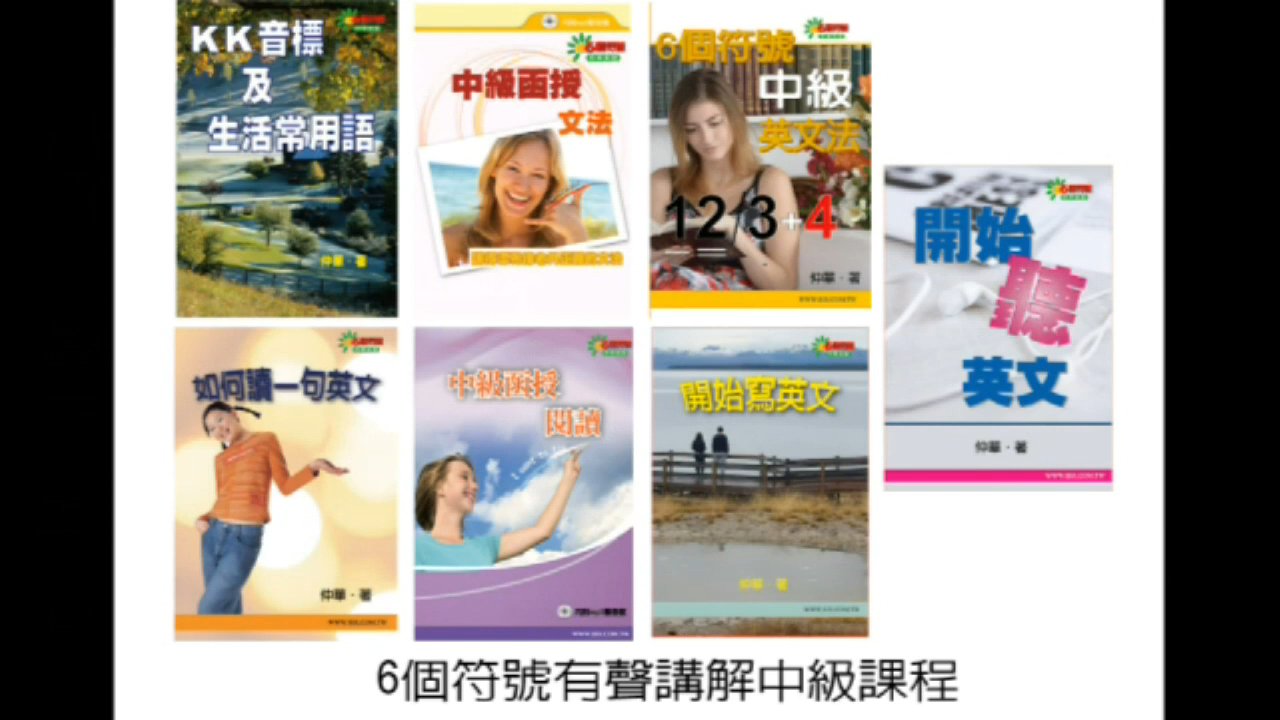 KK音標
及
生活常用語
仲華·著
中級函授
文法
6個符號
中級
英文法
12/3+4
仲華·著
WWW.SIS.COM.TW
開始
聽
英文
仲華·著
如何讀一句英文
仲華·著
中級函授
閱讀
開始寫英文
仲華·著
6個符號有聲講解中級課程